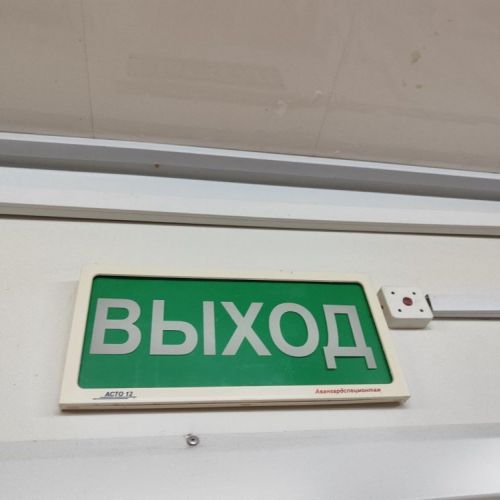 ВЫХОД
АСТО 12 Авангардспецмонтаж